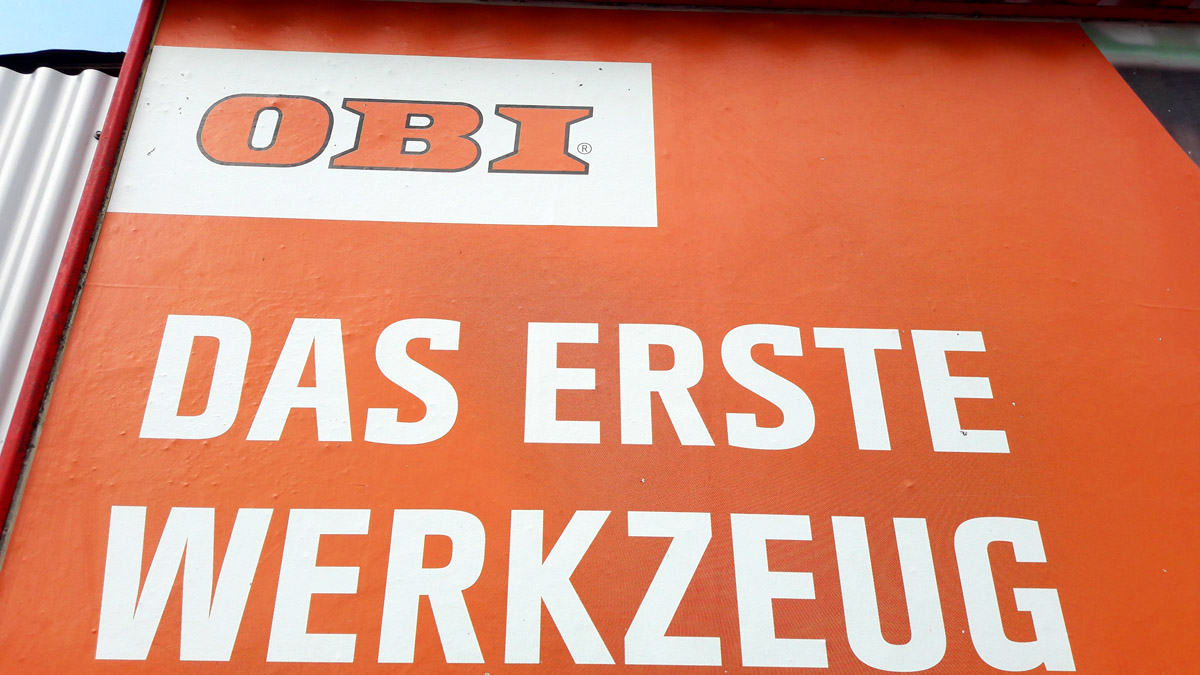 OBI®
DAS ERSTE
WERKZEUG